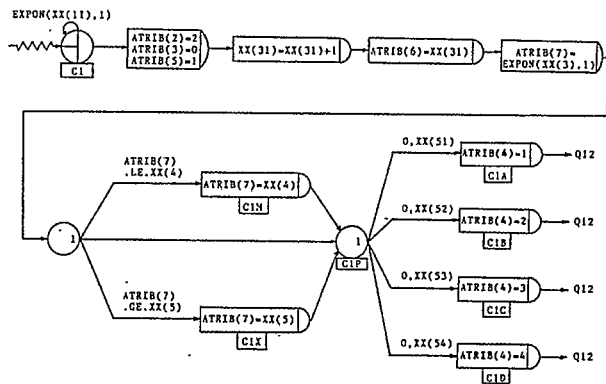 EXPON(XX(11),1)
C1
ATRIB(2)=2
ATRIB(3)=0
ATRIB(5)=1
XX(31)=XX(31)+1
ATRIB(6)=XX(31)
ATRIB(7)=
EXPON(XX(3),1)
ATRIB(7)
.LE.XX(4)
ATRIB(7)=XX(4)
C1N
1
ATRIB(7)
.GE.XX(5)
ATRIB(7)=XX(5)
C1X
1
C1P
0,XX(51)
ATRIB(4)=1
Q12
C1A
0,XX(52)
ATRIB(4)=2
Q12
C1B
0,XX(53)
ATRIB(4)=3
Q12
C1C
0,XX(54)
ATRIB(4)=4
Q12
C1D